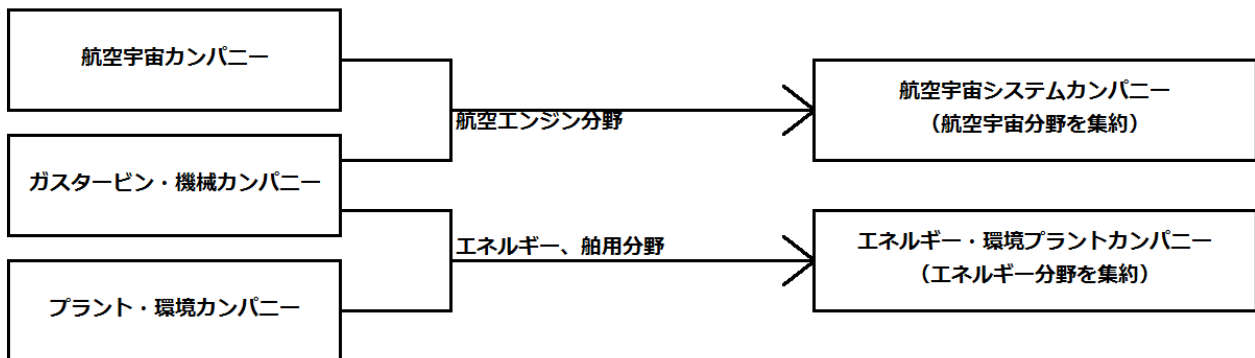 航空宇宙カンパニー
ガスタービン・機械カンパニー
プラント・環境カンパニー
航空エンジン分野
エネルギー、舶用分野
航空宇宙システムカンパニー
（航空宇宙分野を集約）
エネルギー・環境プラントカンパニー
（エネルギー分野を集約）